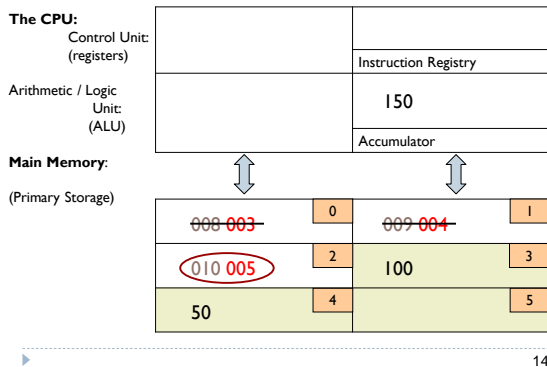 The CPU:
Control Unit:
(registers)
Instruction Registry
Arithmetic / Logic
Unit:
(ALU)
150
Accumulator
Main Memory:
(Primary Storage)
008 003 0
009 004 1
010 005 2
100 3
50 4
5
14